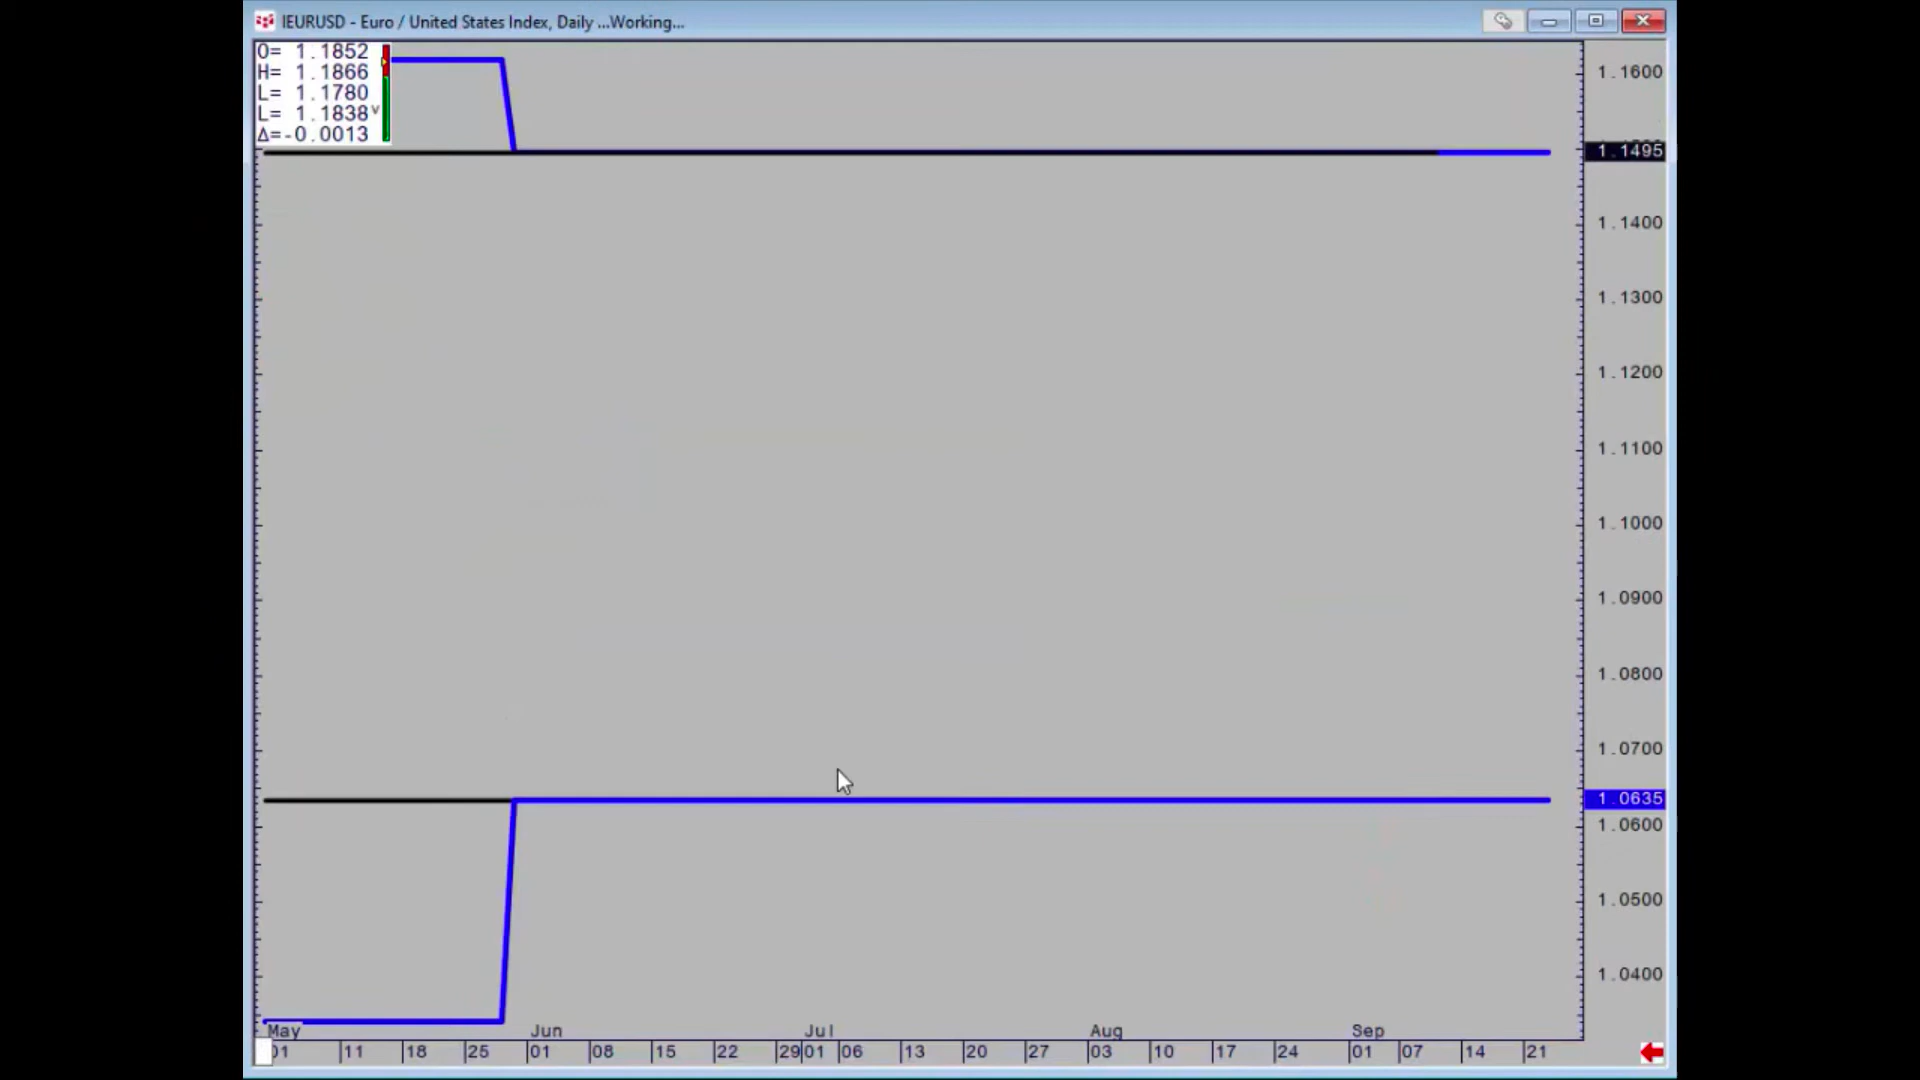 IEURUSD - Euro / United States Index, Daily ...Working...
O= 1.1852
H= 1.1866
L= 1.1780
L= 1.1838v
Δ=-0.0013
1.1600
1.1495
1.1400
1.1300
1.1200
1.1100
1.1000
1.0900
1.0800
1.0700
1.0635
1.0600
1.0500
1.0400
May Jun Jul Aug Sep
01 11 18 25 01 08 15 22 29 01 06 13 20 27 03 10 17 24 01 07 14 21